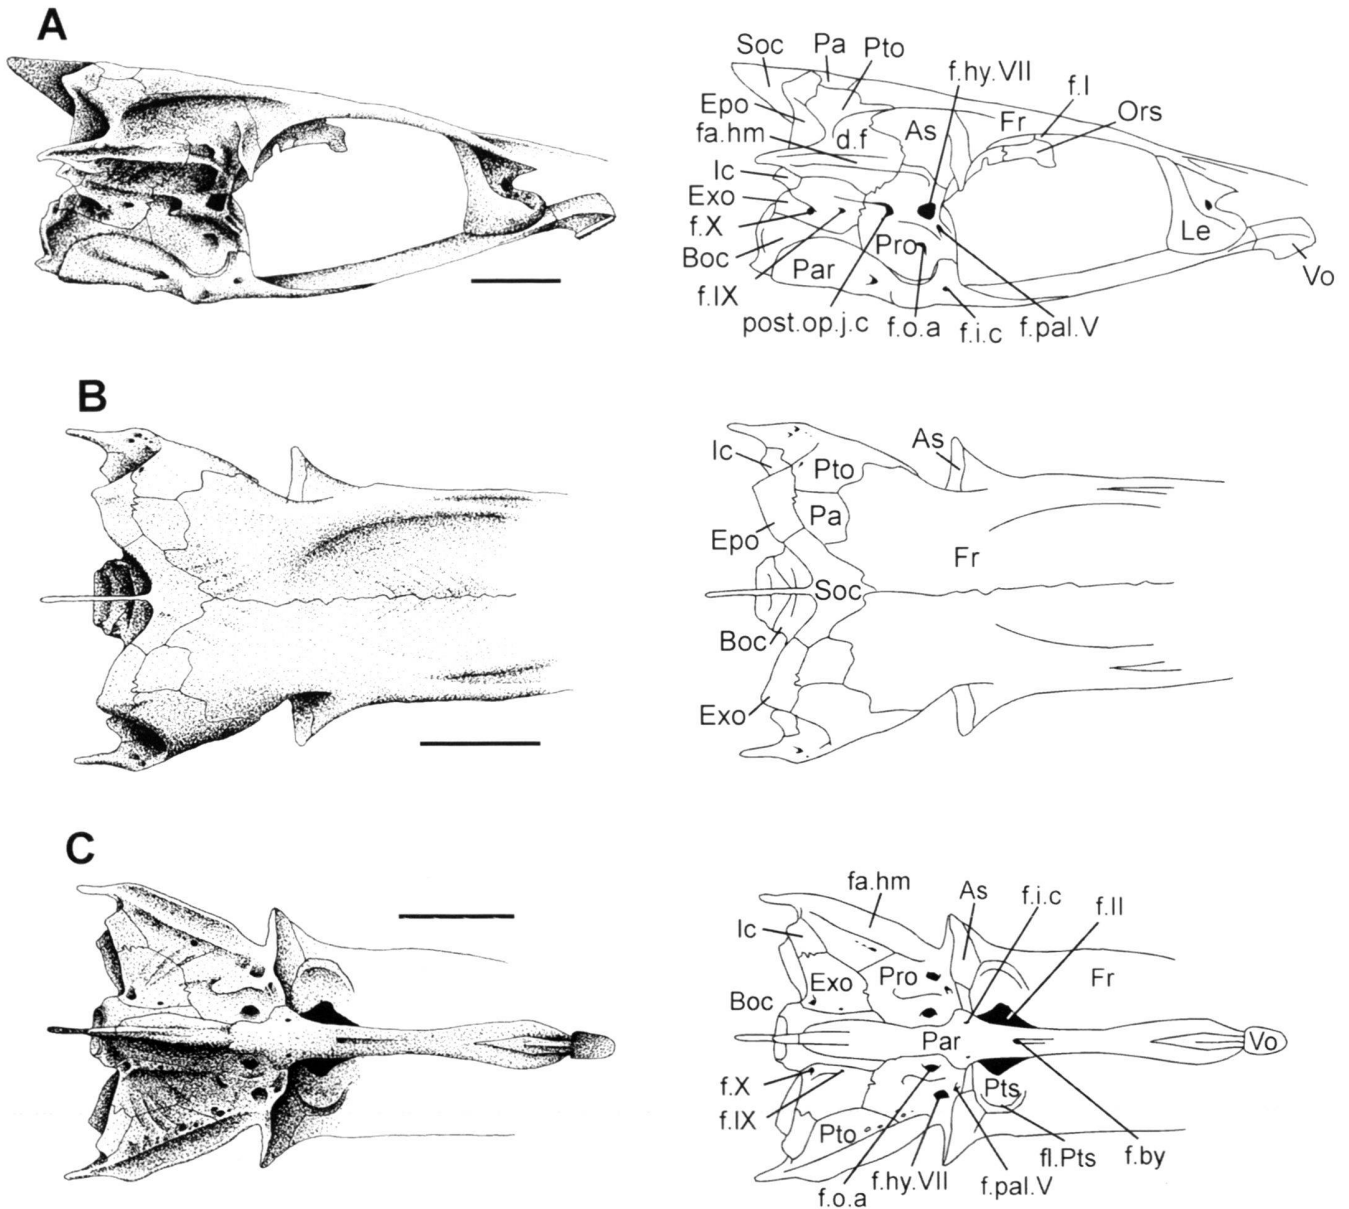 A
Soc Pa Pto
f.hy.VII
f.I
Epo
Ors
fa.hm
d.f
As
Fr
Ic
Exo
f.X
Boc
Pro
Le
Par
Vo
f.IX
post.op.j.c f.o.a f.i.c f.pal.V
B
Ic
As
Pto
Pa
Epo
Fr
Soc
Boc
Exo
C
fa.hm
As
f.i.c
f.II
Ic
Exo
Pro
Fr
Boc
Par
Vo
f.X
Pts
f.IX
Pto
f.hy.VII
f.o.a
f.pal.V
fl.Pts
f.by